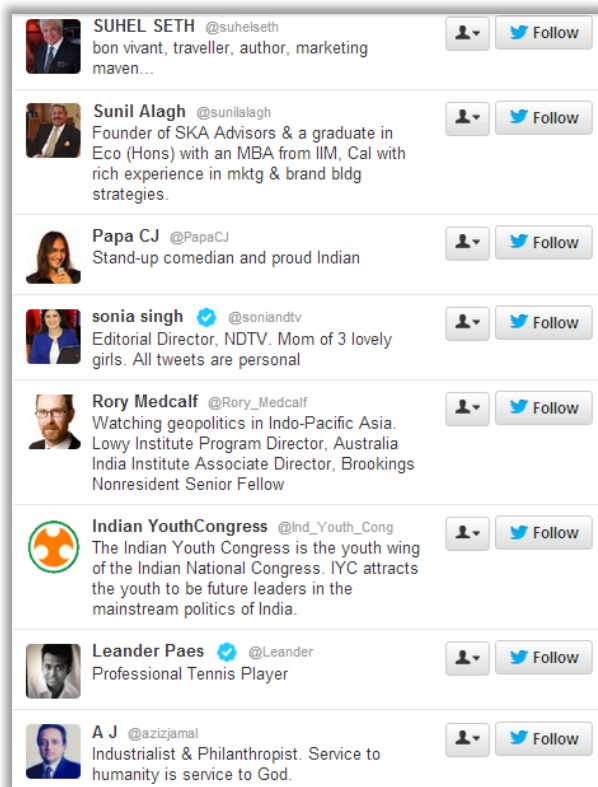 SUHEL SETH @suhelseth Follow
bon vivant, traveller, author, marketing
maven...
Sunil Alagh @sunilalagh Follow
Founder of SKA Advisors & a graduate in
Eco (Hons) with an MBA from IIM, Cal with
rich experience in mktg & brand bldg
strategies.
Papa CJ @PapaCJ Follow
Stand-up comedian and proud Indian
sonia singh @soniandtv Follow
Editorial Director, NDTV. Mom of 3 lovely
girls. All tweets are personal
Rory Medcalf @Rory_Medcalf Follow
Watching geopolitics in Indo-Pacific Asia.
Lowy Institute Program Director, Australia
India Institute Associate Director, Brookings
Nonresident Senior Fellow
Indian YouthCongress @Ind_Youth_Cong Follow
The Indian Youth Congress is the youth wing
of the Indian National Congress. IYC attracts
the youth to be future leaders in the
mainstream politics of India.
Leander Paes @Leander Follow
Professional Tennis Player
A J @azizjamal Follow
Industrialist & Philanthropist. Service to
humanity is service to God.